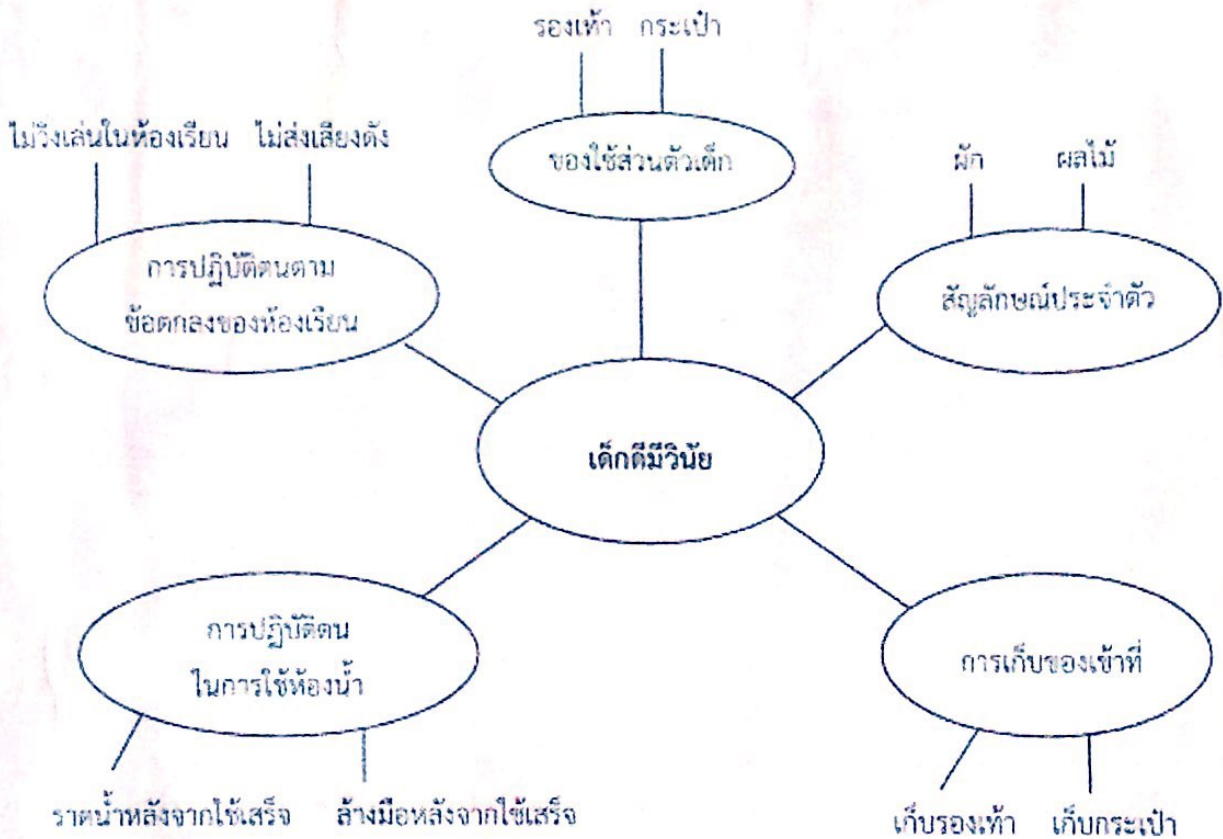 รองเท้า กระเป๋า
ของใช้ส่วนตัวเด็ก
ไม่วิ่งเล่นในห้องเรียน ไม่ส่งเสียงดัง
การปฏิบัติตนตาม
ข้อตกลงของห้องเรียน
ผัก ผลไม้
สัญลักษณ์ประจำตัว
เด็กดีมีวินัย
การปฏิบัติตน
ในการใช้ห้องน้ำ
ราดน้ำหลังจากใช้เสร็จ ล้างมือหลังจากใช้เสร็จ
การเก็บของเข้าที่
เก็บรองเท้า เก็บกระเป๋า